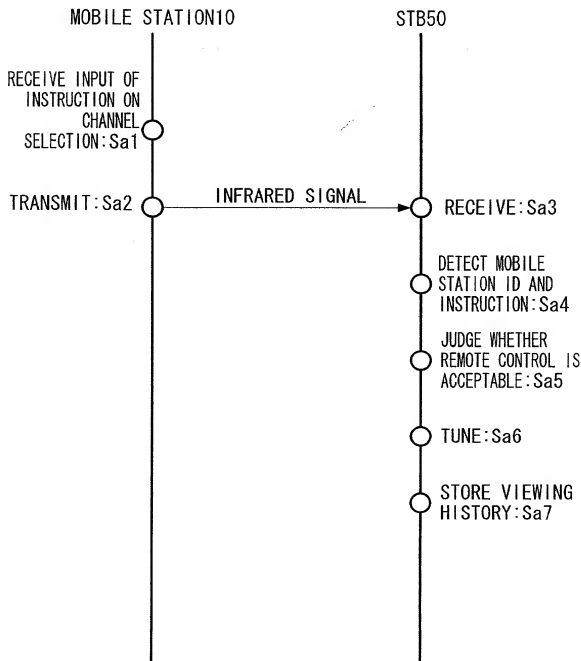 MOBILE STATION10
STB50
RECEIVE INPUT OF
INSTRUCTION ON
CHANNEL
SELECTION:Sa1
TRANSMIT:Sa2
INFRARED SIGNAL
RECEIVE:Sa3
DETECT MOBILE
STATION ID AND
INSTRUCTION:Sa4
JUDGE WHETHER
REMOTE CONTROL IS
ACCEPTABLE:Sa5
TUNE:Sa6
STORE VIEWING
HISTORY:Sa7